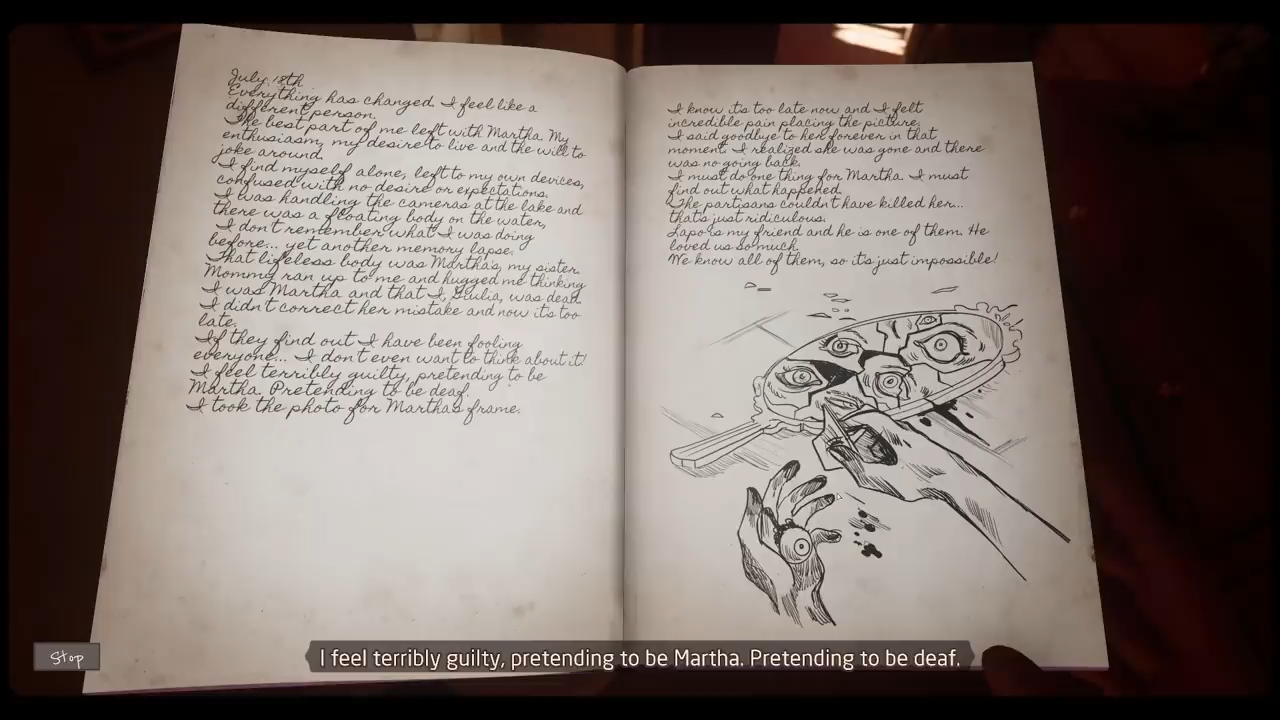 July 18th
Everything has changed. I feel like a
different person.
The best part of me left with Martha. My
enthusiasm, my desire to live and the will to
joke around.
I find myself alone, left to my own devices,
confused with no desire or expectations.
I was handling the cameras at the lake and
there was a floating body on the water,
I don't remember what I was doing
before... yet another memory lapse.
That lifeless body was Martha's, my sister.
Mommy ran up to me and hugged me thinking
I was Martha and that I, Giulia, was dead.
I didn't correct her mistake and now it's too
late.
If they find out I have been fooling
everyone... I don't even want to think about it!
I feel terribly guilty, pretending to be
Martha. Pretending to be deaf.
I took the photo for Martha's frame.
I know it's too late now and I felt
incredible pain placing the picture.
I said goodbye to her forever in that
moment. I realized she was gone and there
was no going back.
I must do one thing for Martha. I must
find out what happened.
The partisans couldn't have killed her...
that's just ridiculous.
Lapo is my friend and he is one of them. He
loved us so much.
We know all of them, so it's just impossible!
Stop
I feel terribly guilty, pretending to be Martha. Pretending to be deaf.